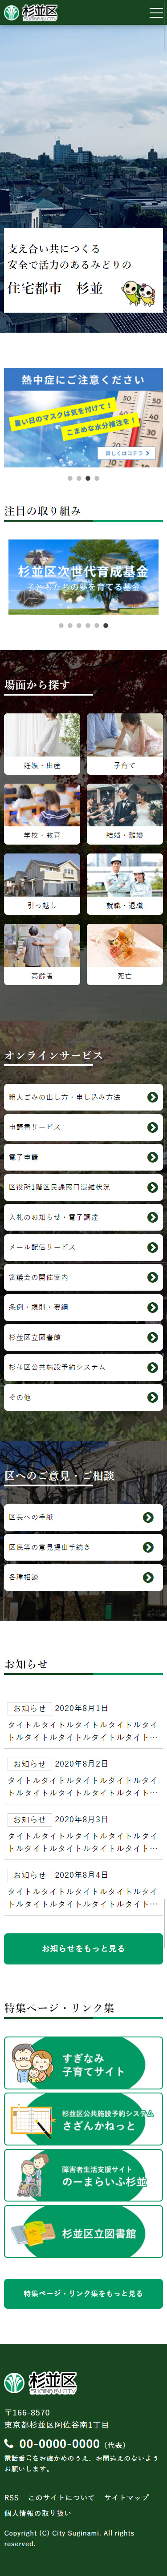 杉並区
SUGINAMI CITY
支え合い共につくる
安全で活力のあるみどりの
住宅都市 杉並
熱中症にご注意ください
暑い日のマスクは気を付けて！
こまめな水分補給を！
詳しくはコチラ
注目の取り組み
杉並区次世代育成基金
子どもたちの夢を育てる基金
場面から探す
妊娠・出産
子育て
学校・教育
結婚・離婚
引っ越し
就職・退職
高齢者
死亡
オンラインサービス
粗大ごみの出し方・申し込み方法
申請書サービス
電子申請
区役所1階区民課窓口混雑状況
入札のお知らせ・電子調達
メール配信サービス
審議会の開催案内
条例・規則・要綱
杉並区立図書館
杉並区公共施設予約システム
その他
区へのご意見・ご相談
区長への手紙
区民等の意見提出手続き
各種相談
お知らせ
お知らせ 2020年8月1日
タイトルタイトルタイトルタイトルタイ
トルタイトルタイトルタイトルタイト…
お知らせ 2020年8月2日
タイトルタイトルタイトルタイトルタイ
トルタイトルタイトルタイトルタイト…
お知らせ 2020年8月3日
タイトルタイトルタイトルタイトルタイ
トルタイトルタイトルタイトルタイト…
お知らせ 2020年8月4日
タイトルタイトルタイトルタイトルタイ
トルタイトルタイトルタイトルタイト…
お知らせをもっと見る
特集ページ・リンク集
すぎなみ
子育てサイト
杉並区公共施設予約システム
さざんかねっと
障害者生活支援サイト
のーまらいふ杉並
杉並区立図書館
特集ページ・リンク集をもっと見る
杉並区
SUGINAMI CITY
〒166-8570
東京都杉並区阿佐谷南1丁目
00-0000-0000（代表）
電話番号をお確かめのうえ、お間違えのないよう
お願いします。
RSS このサイトについて サイトマップ
個人情報の取り扱い
Copyright (C) City Suginami. All rights
reserved.